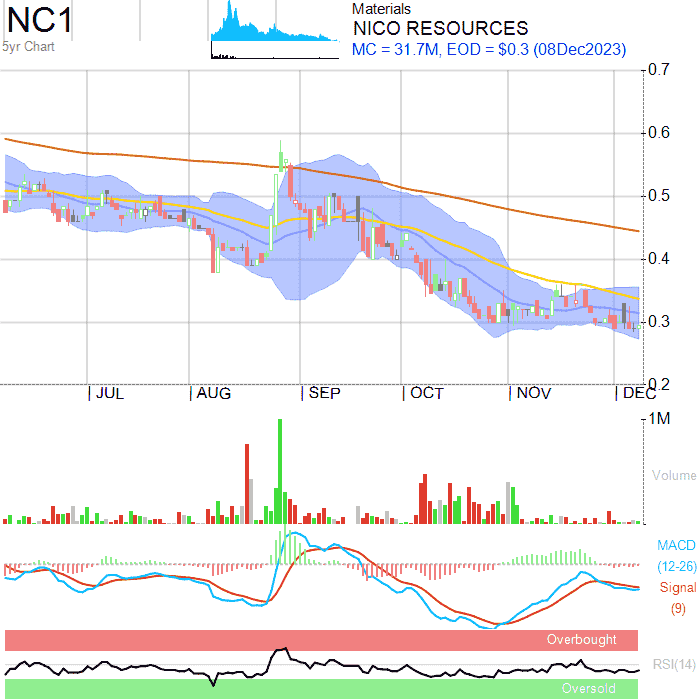 NC1
5yr Chart
Materials
NICO RESOURCES
MC = 31.7M, EOD = $0.3 (08Dec2023)
0.7
0.6
0.5
0.4
0.3
0.2
JUL AUG SEP OCT NOV DEC
1M
Volume
MACD
(12-26)
Signal
(9)
Overbought
RSI(14)
Oversold